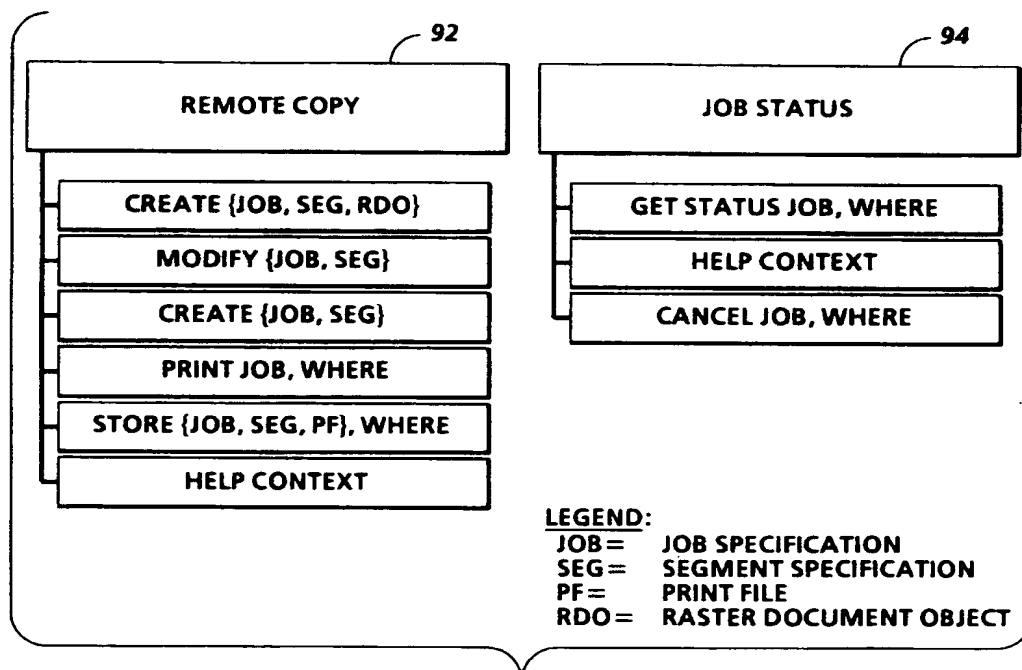 92
REMOTE COPY
CREATE {JOB, SEG, RDO}
MODIFY {JOB, SEG}
CREATE {JOB, SEG}
PRINT JOB, WHERE
STORE {JOB, SEG, PF}, WHERE
HELP CONTEXT
94
JOB STATUS
GET STATUS JOB, WHERE
HELP CONTEXT
CANCEL JOB, WHERE
LEGEND:
JOB = JOB SPECIFICATION
SEG = SEGMENT SPECIFICATION
PF = PRINT FILE
RDO = RASTER DOCUMENT OBJECT